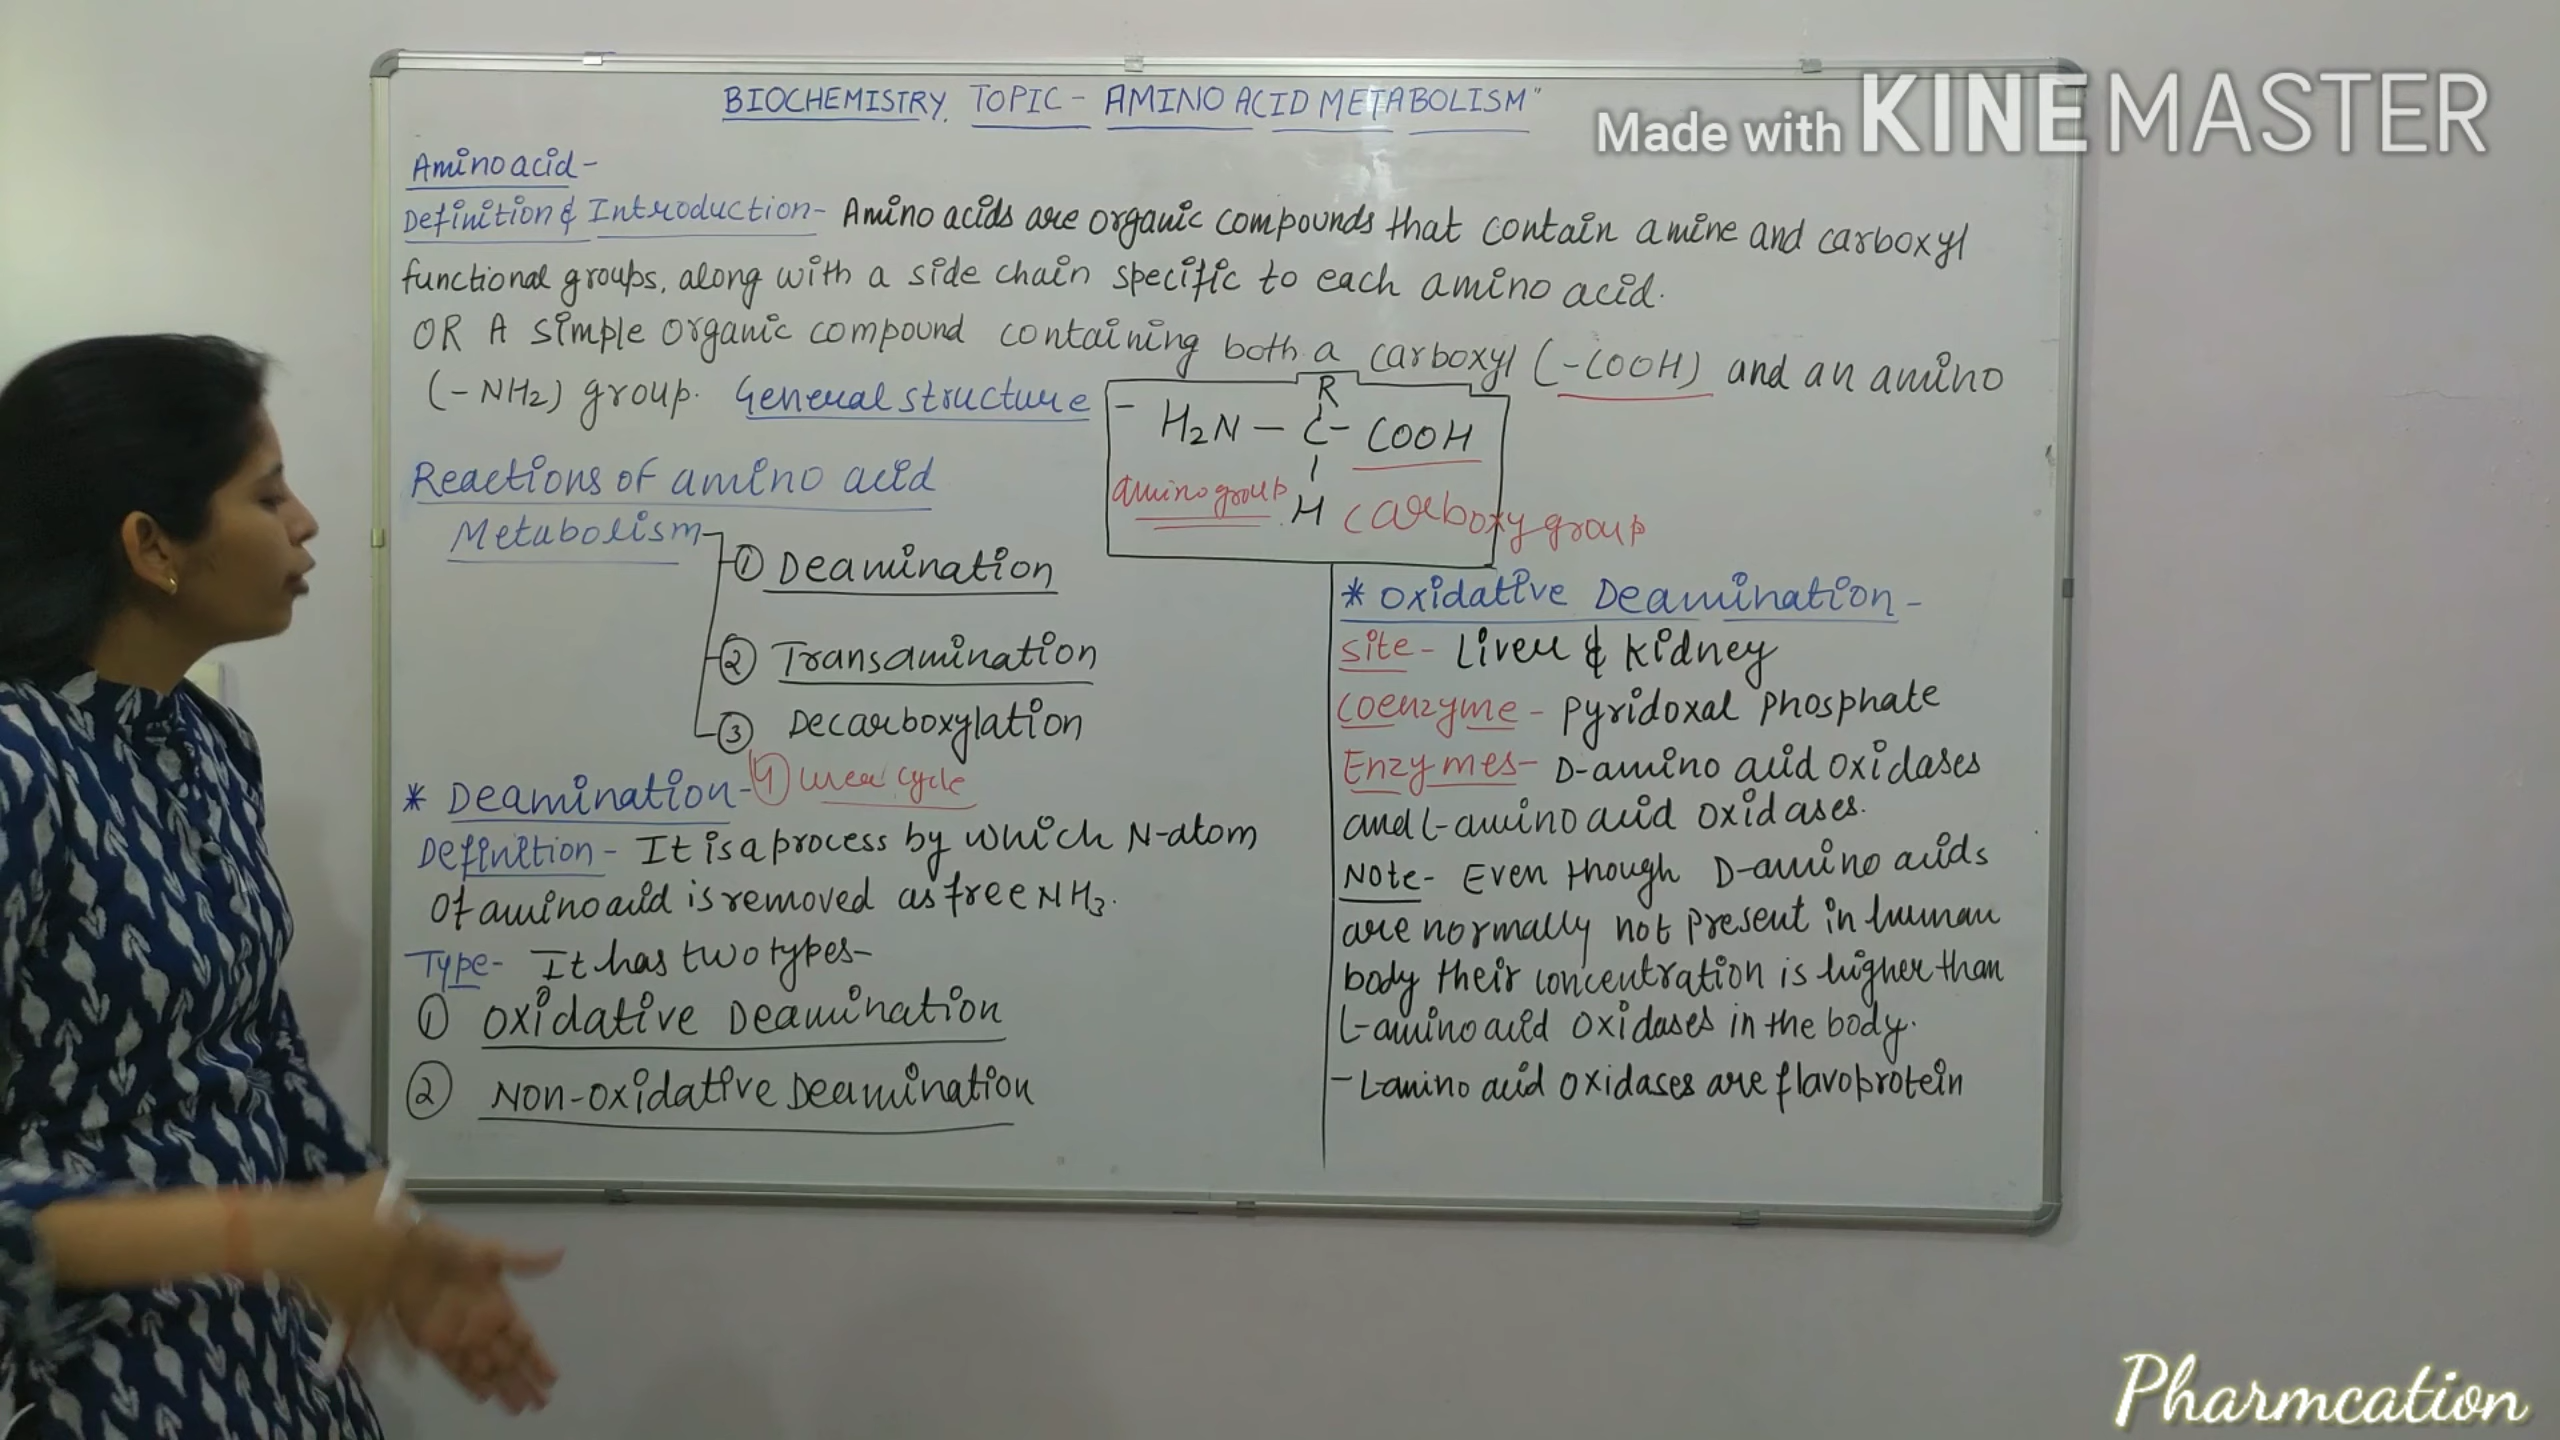 BIOCHEMISTRY. TOPIC - AMINO ACID METABOLISM"
Made with KINEMASTER
Amino acid -
Definition & Introduction - Amino acids are organic compounds that contain amine and carboxyl
functional groups, along with a side chain specific to each amino acid.
OR A simple organic compound containing both a carboxyl (-COOH) and an amino
(-NH2) group. General structure -
R
H2N - C - COOH
amino group H carboxy group
Reactions of amino acid
Metabolism
① Deamination
② Transamination
③ Decarboxylation
④ urea cycle
* Deamination -
Definition - It is a process by which N-atom
of amino acid is removed as free NH3.
Type - It has two types -
① Oxidative Deamination
② Non-oxidative Deamination
* Oxidative Deamination -
Site - Liver & Kidney
Coenzyme - Pyridoxal Phosphate
Enzymes - D-amino acid oxidases
and L-amino acid oxidases.
Note - Even though D-amino acids
are normally not present in human
body their concentration is higher than
L-amino acid oxidases in the body.
- L-amino acid oxidases are flavoprotein
Pharmcation